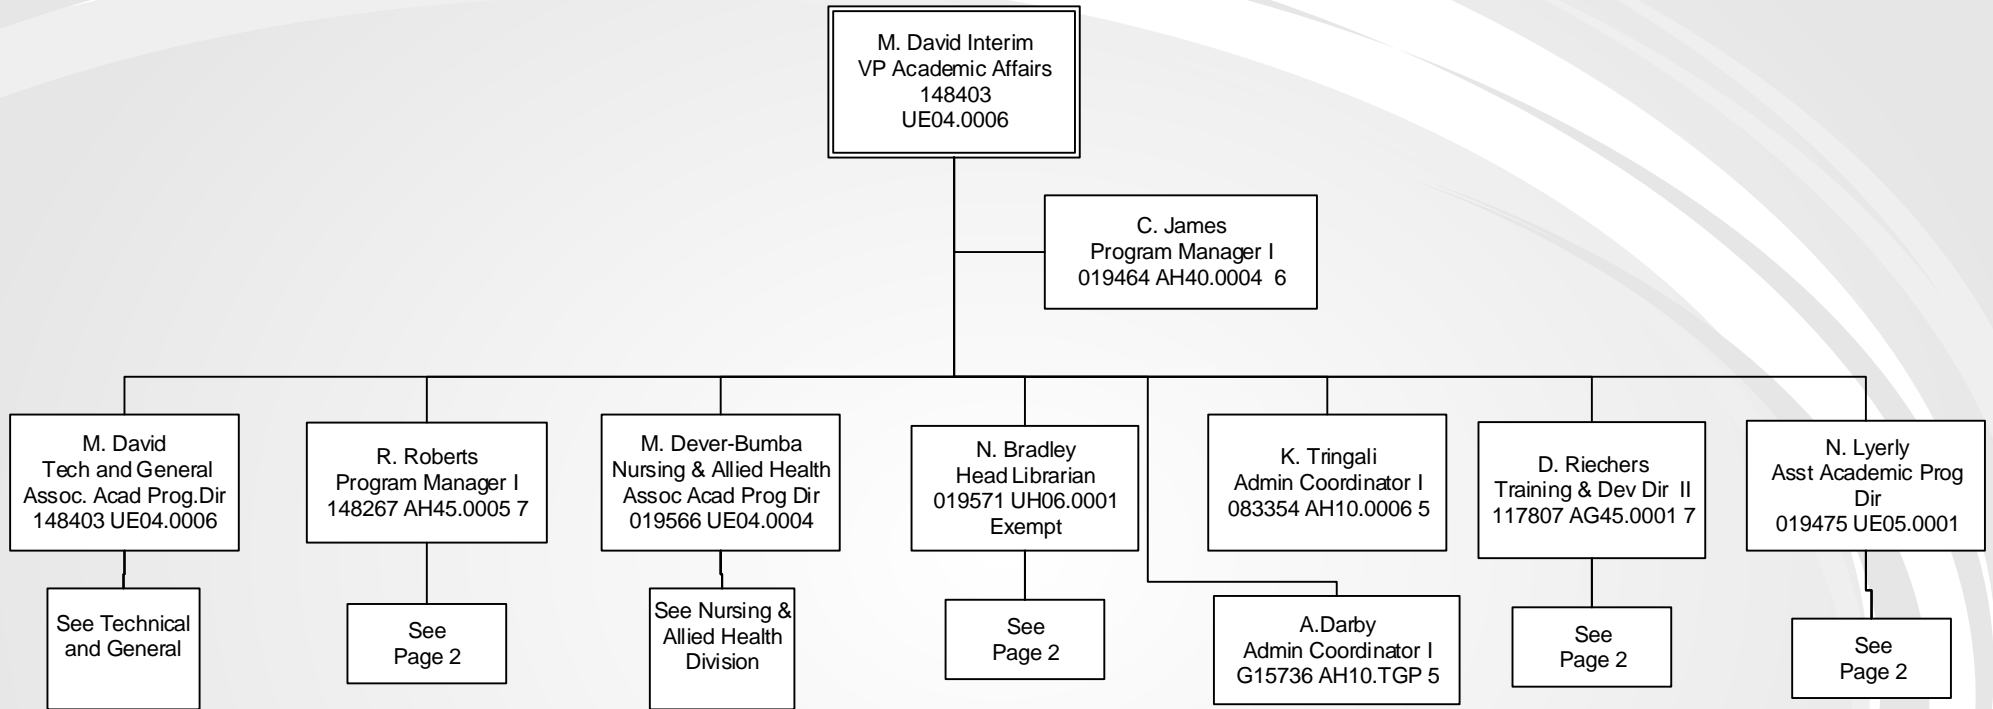 M. David Interim
VP Academic Affairs
148403
UE04.0006
C. James
Program Manager I
019464 AH40.0004  6
M. David
Tech and General
Assoc. Acad Prog.Dir
148403 UE04.0006
R. Roberts
Program Manager I
148267 AH45.0005 7
M. Dever-Bumba
Nursing & Allied Health
Assoc Acad Prog Dir
019566 UE04.0004
N. Bradley
Head Librarian
019571 UH06.0001
Exempt
K. Tringali
Admin Coordinator I
083354 AH10.0006 5
D. Riechers
Training & Dev Dir  II
117807 AG45.0001 7
N. Lyerly
Asst Academic Prog
Dir
019475 UE05.0001
See Technical
and General
See
Page 2
See Nursing &
Allied Health
Division
See
Page 2
A.Darby
Admin Coordinator I
G15736 AH10.TGP 5
See
Page 2
See
Page 2